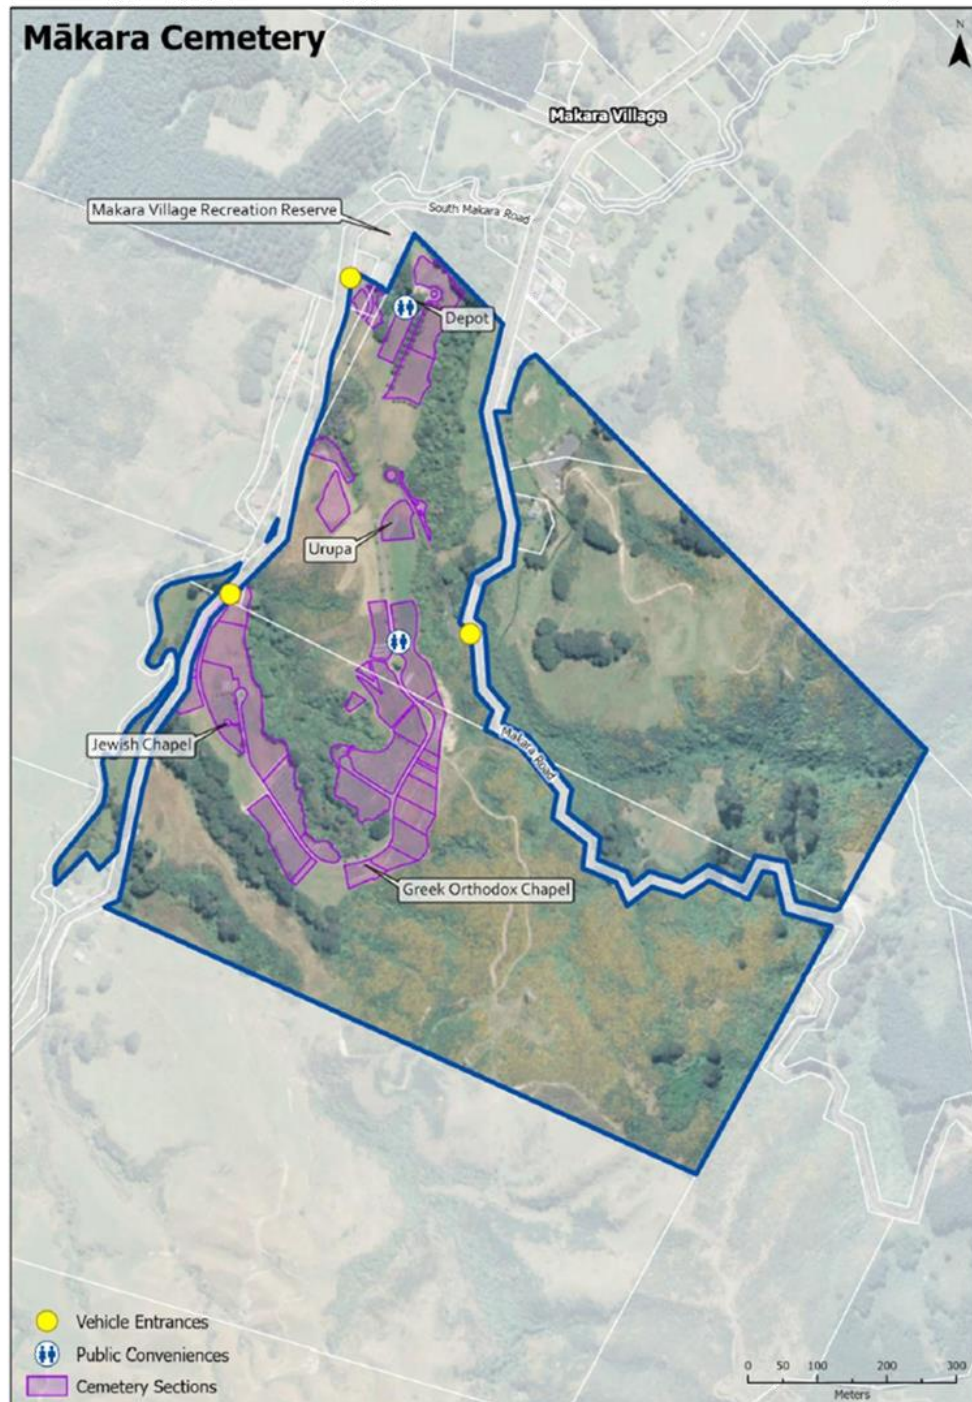 Mākara Cemetery
N
Makara Village
Makara Village Recreation Reserve
South Makara Road
Depot
Urupa
Jewish Chapel
Makara Road
Greek Orthodox Chapel
Vehicle Entrances
Public Conveniences
Cemetery Sections
0 50 100 200 300
Meters